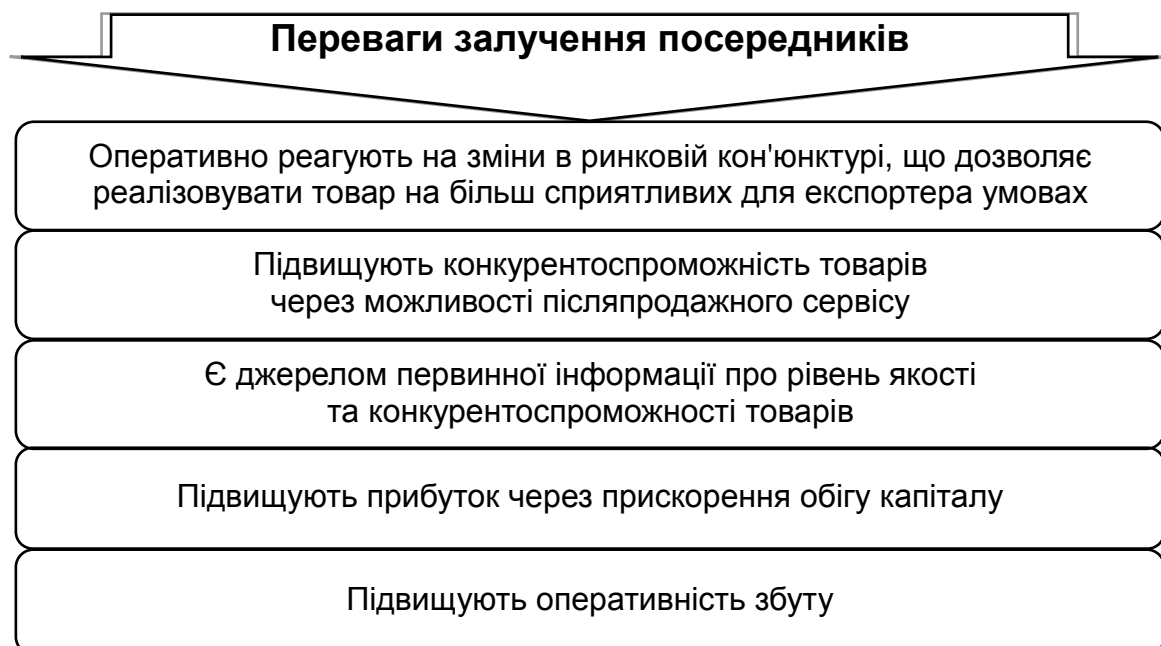 Переваги залучення посередників
Оперативно реагують на зміни в ринковій кон'юнктурі, що дозволяє
реалізовувати товар на більш сприятливих для експортера умовах
Підвищують конкурентоспроможність товарів
через можливості післяпродажного сервісу
Є джерелом первинної інформації про рівень якості
та конкурентоспроможності товарів
Підвищують прибуток через прискорення обігу капіталу
Підвищують оперативність збуту